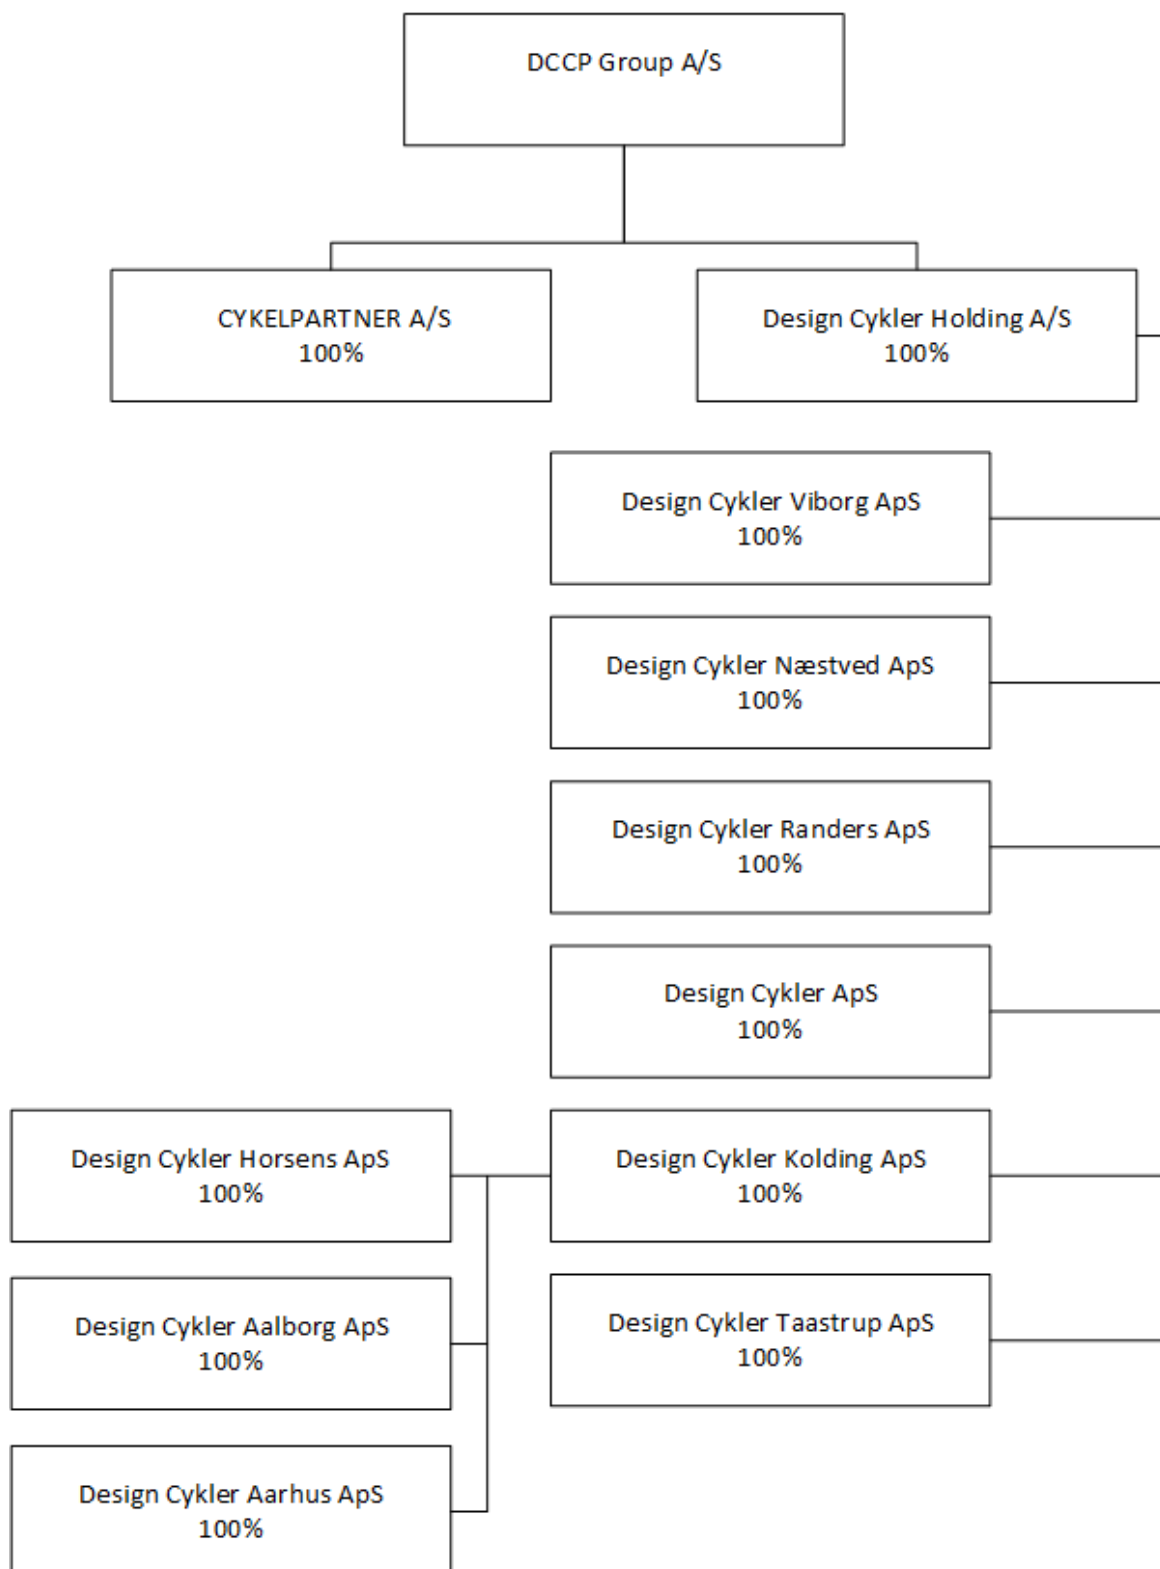 DCCP Group A/S
CYKELPARTNER A/S
100%
Design Cykler Holding A/S
100%
Design Cykler Viborg ApS
100%
Design Cykler Næstved ApS
100%
Design Cykler Randers ApS
100%
Design Cykler ApS
100%
Design Cykler Horsens ApS
100%
Design Cykler Kolding ApS
100%
Design Cykler Aalborg ApS
100%
Design Cykler Taastrup ApS
100%
Design Cykler Aarhus ApS
100%